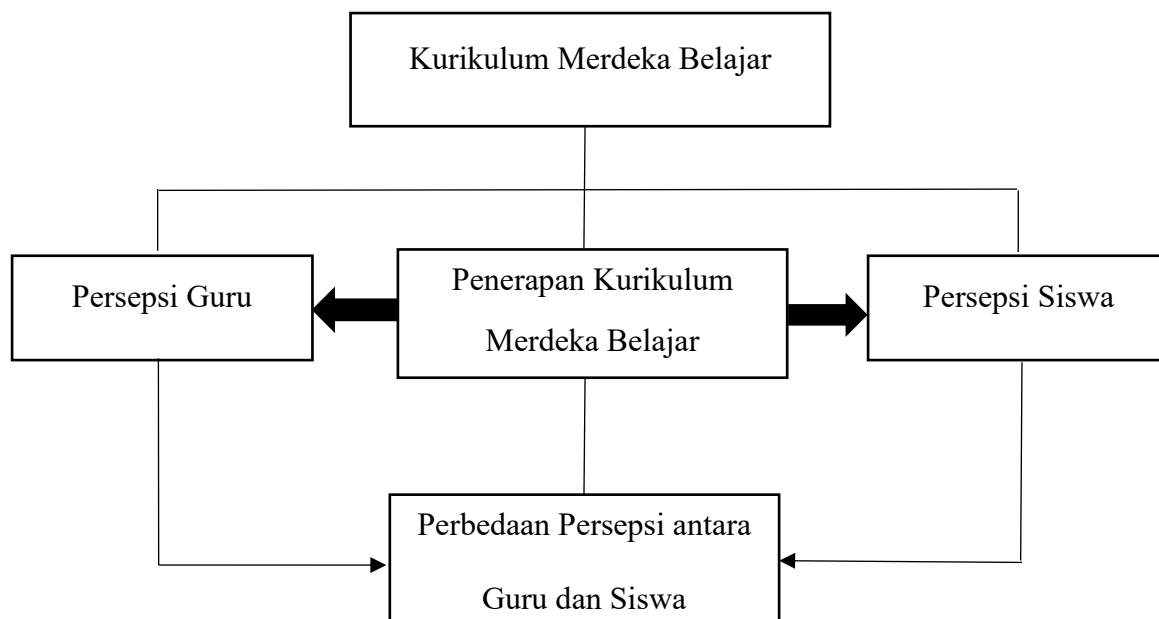 Kurikulum Merdeka Belajar
Persepsi Guru
Penerapan Kurikulum
Merdeka Belajar
Persepsi Siswa
Perbedaan Persepsi antara
Guru dan Siswa